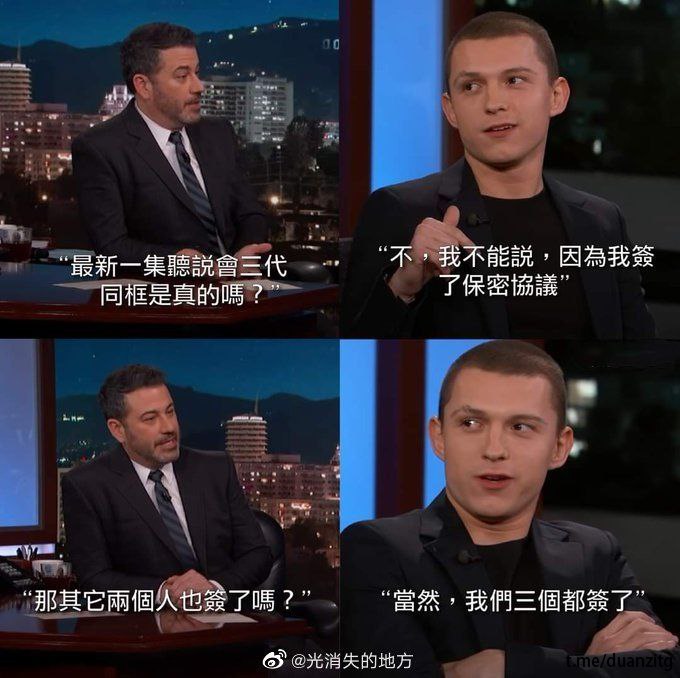 “最新一集聽説會三代
同框是真的嗎？”
“不，我不能説，因為我簽
了保密協議”
“那其它兩個人也簽了嗎？”
“當然，我們三個都簽了”
@光消失的地方
t.me/duanzitg